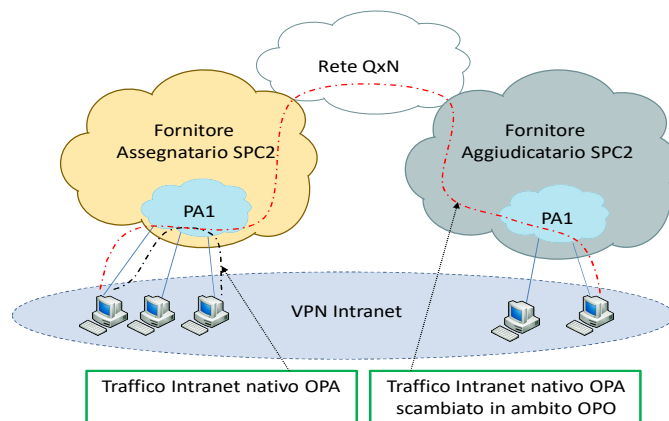 Rete QxN
Fornitore
Assegnatario SPC2
Fornitore
Aggiudicatario SPC2
PA1
PA1
VPN Intranet
Traffico Intranet nativo OPA
Traffico Intranet nativo OPA
scambiato in ambito OPO